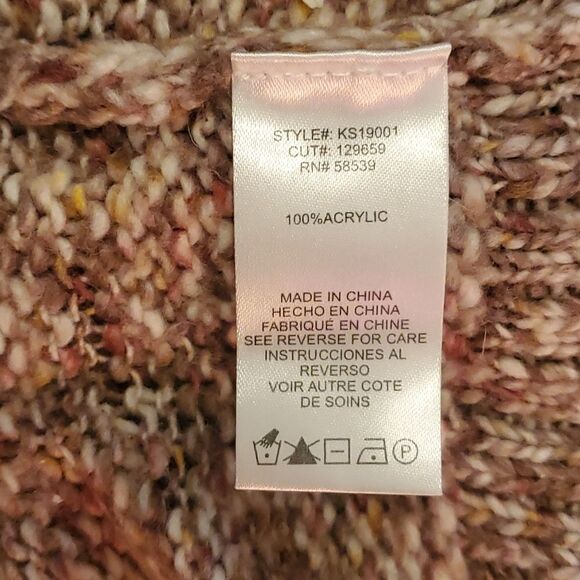 STYLE#: KS19001
CUT#: 129659
RN# 58539
100%ACRYLIC
MADE IN CHINA
HECHO EN CHINA
FABRIQUÉ EN CHINE
SEE REVERSE FOR CARE
INSTRUCCIONES AL
REVERSO
VOIR AUTRE COTE
DE SOINS
P